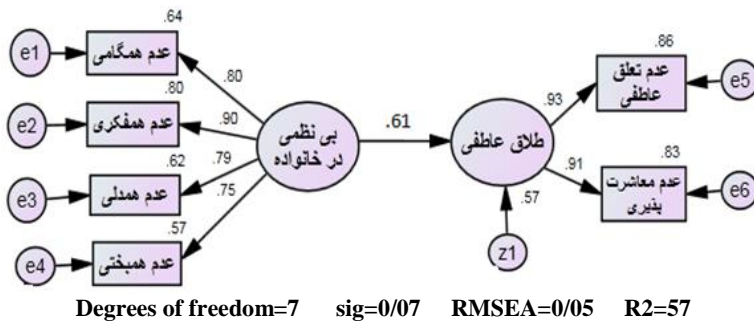 .64
e1
عدم همگامی
.80
.80
e2
عدم همفکری
.90
.62
e3
عدم همدلی
.79
.57
e4
عدم همبختی
.75
بی نظمی
در خانواده
.61
طلاق عاطفی
.57
z1
.93
.86
عدم تعلق
عاطفی
e5
.91
.83
عدم معاشرت
پذیری
e6
Degrees of freedom=7 sig=0/07 RMSEA=0/05 R2=57